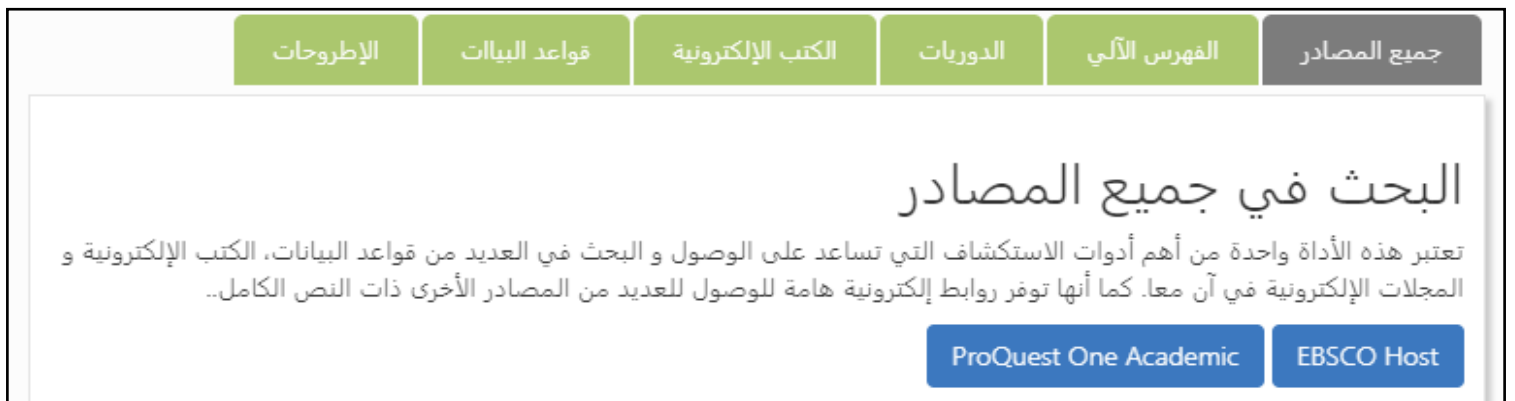 جميع المصادر
الفهرس الآلي
الدوريات
الكتب الإلكترونية
قواعد البياات
الإطروحات
البحث في جميع المصادر
تعتبر هذه الأداة واحدة من أهم أدوات الاستكشاف التي تساعد على الوصول و البحث في العديد من قواعد البيانات، الكتب الإلكترونية و
المجلات الإلكترونية في آن معا. كما أنها توفر روابط إلكترونية هامة للوصول للعديد من المصادر الأخرى ذات النص الكامل..
EBSCO Host
ProQuest One Academic